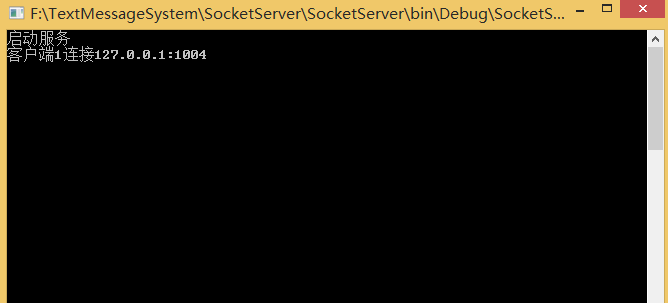 F:\TextMessageSystem\SocketServer\SocketServer\bin\Debug\SocketS...
启动服务
客户端1连接127.0.0.1:1004